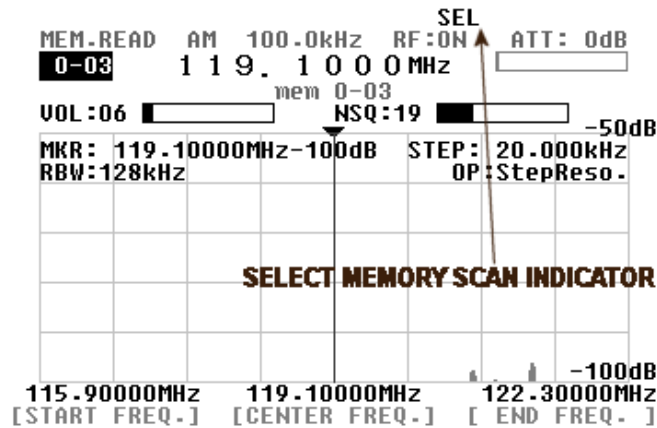 SEL
MEM-READ AM 100.0kHz RF:ON ATT: 0dB
0-03 119.1000MHz
mem 0-03
VOL:06 NSQ:19
-50dB
MKR: 119.10000MHz-100dB STEP: 20.000kHz
RBW:128kHz OP:StepReso.
SELECT MEMORY SCAN INDICATOR
-100dB
115.90000MHz 119.10000MHz 122.30000MHz
[START FREQ.] [CENTER FREQ.] [ END FREQ. ]